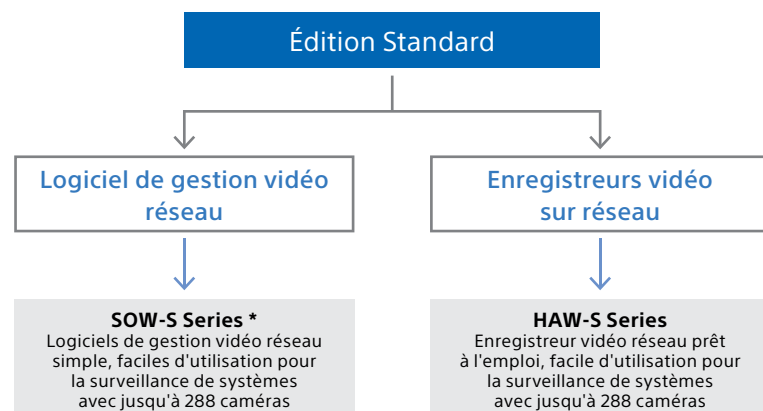 Édition Standard
Logiciel de gestion vidéo
réseau
Enregistreurs vidéo
sur réseau
SOW-S Series *
Logiciels de gestion vidéo réseau
simple, faciles d'utilisation pour
la surveillance de systèmes
avec jusqu'à 288 caméras
HAW-S Series
Enregistreur vidéo réseau prêt
à l'emploi, facile d'utilisation pour
la surveillance de systèmes
avec jusqu'à 288 caméras